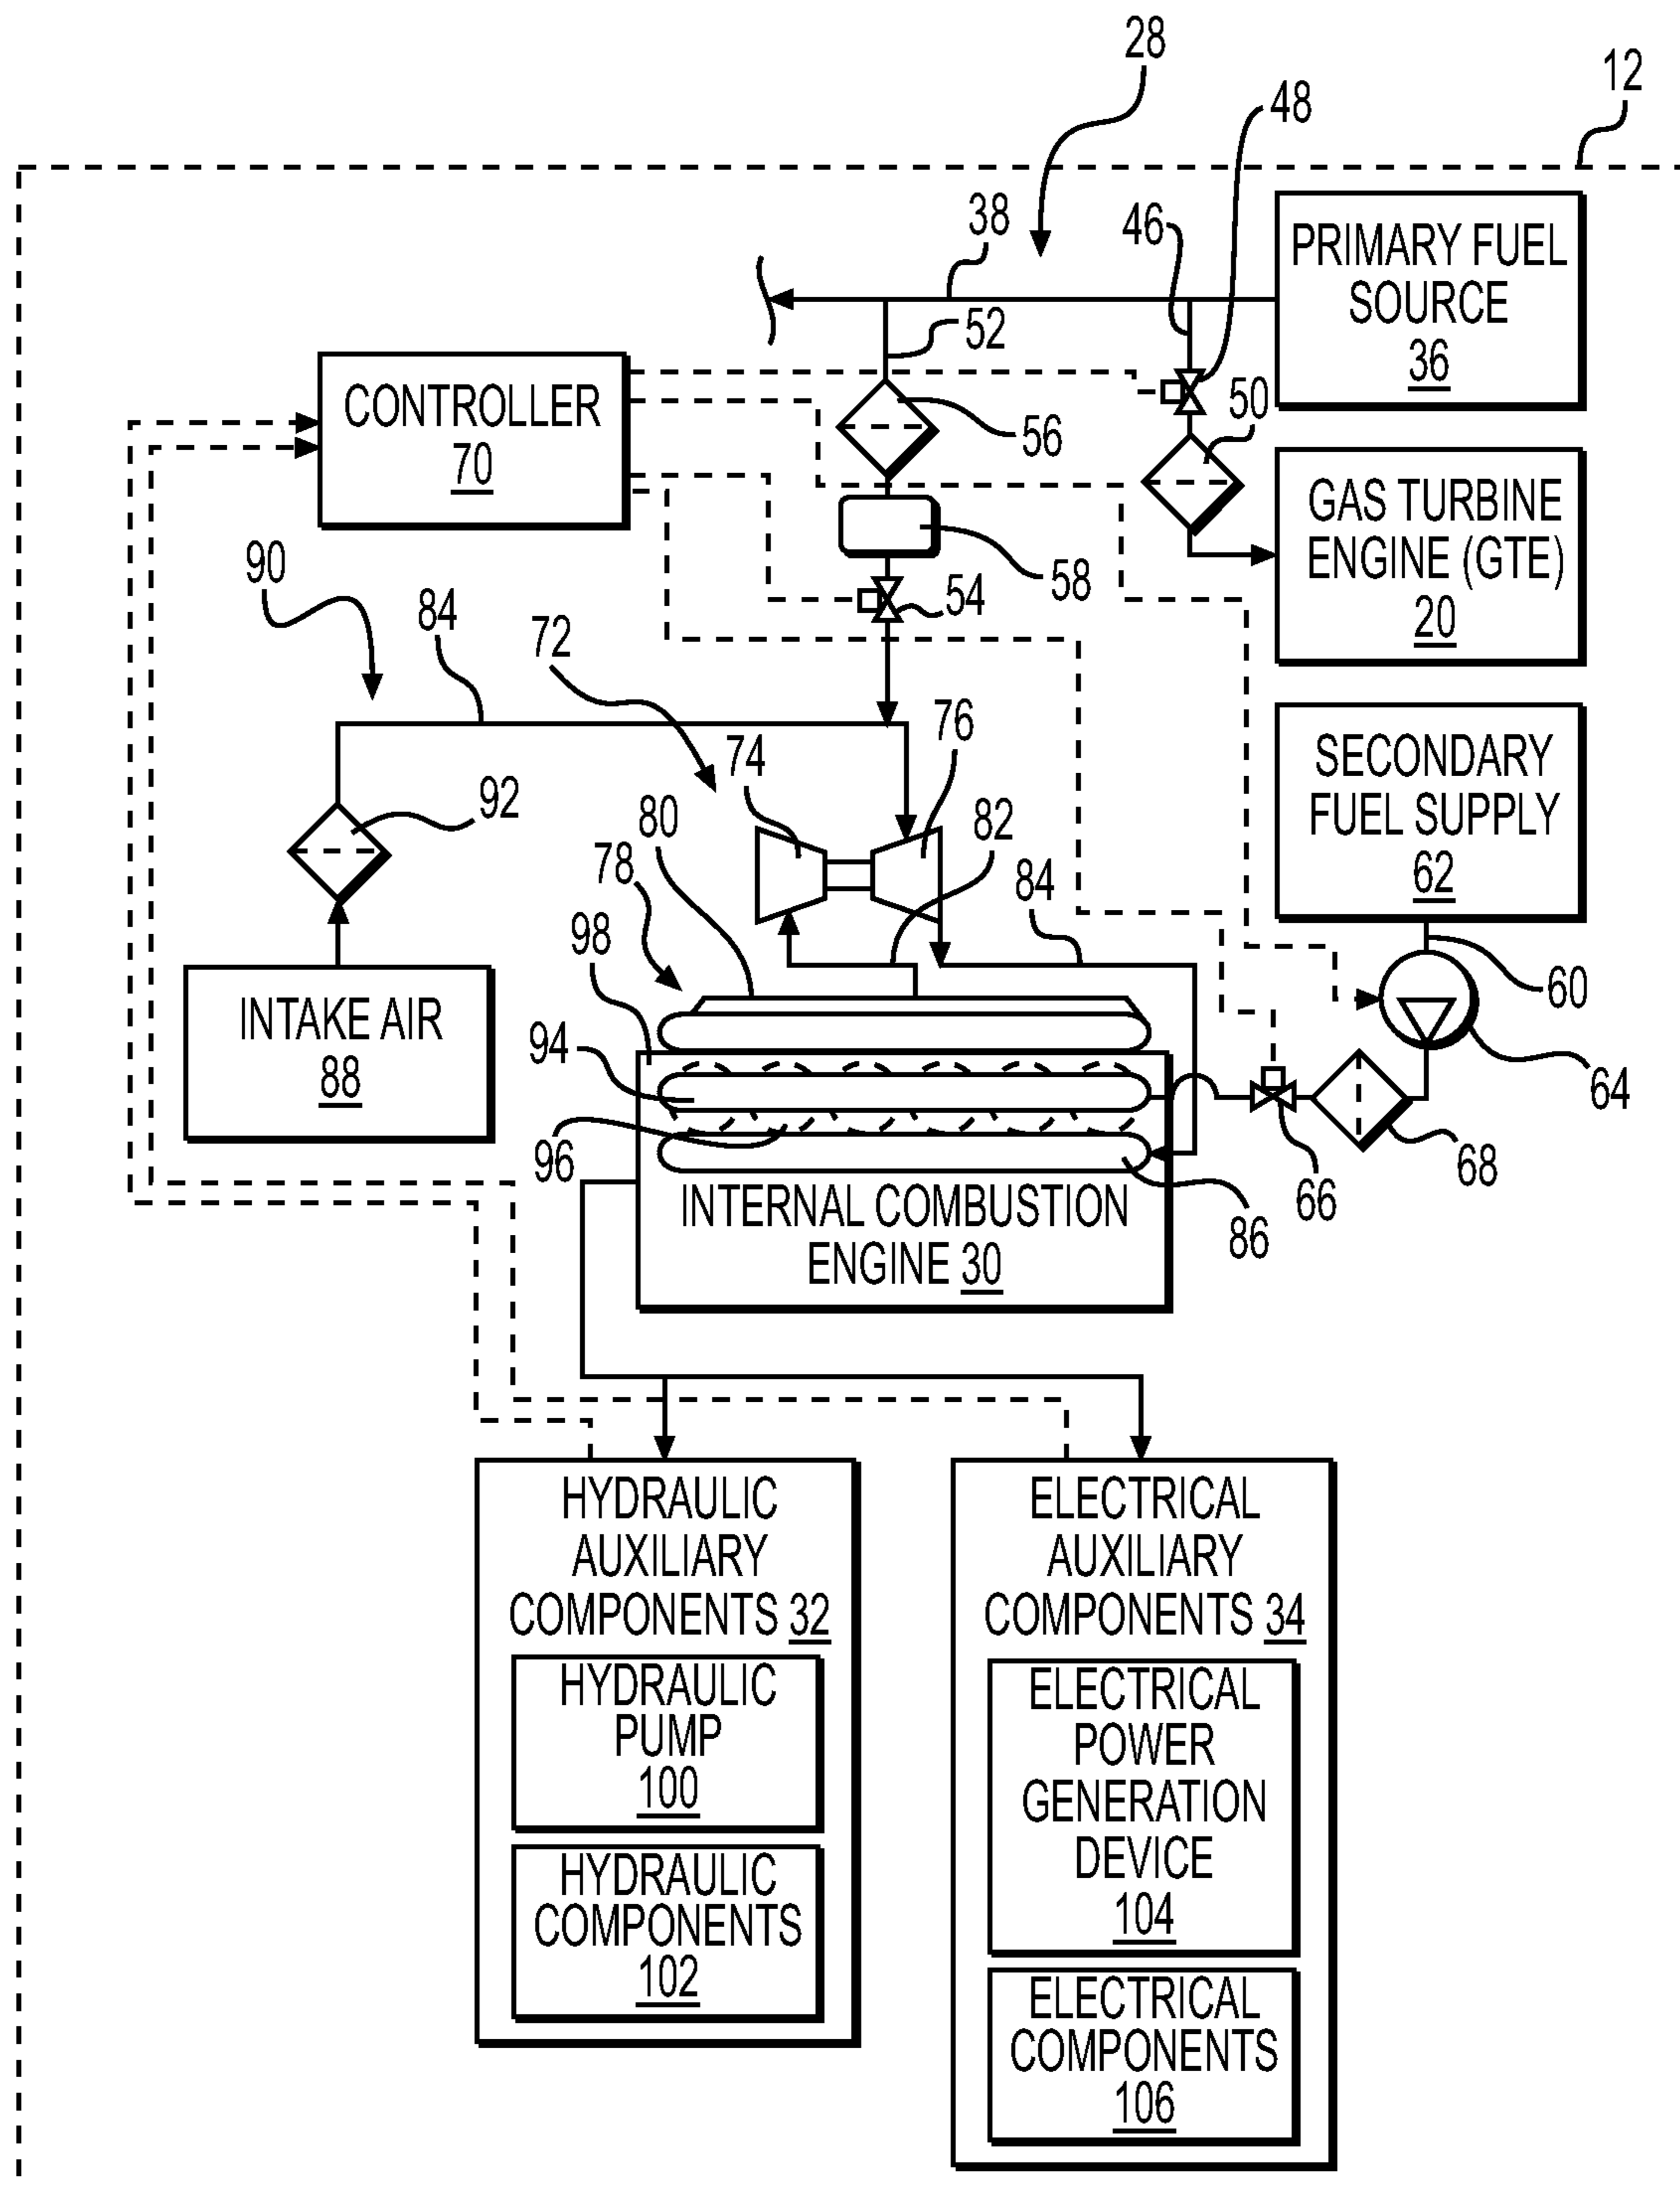 28
12
48
38
46
PRIMARY FUEL
SOURCE
36
52
CONTROLLER
70
50
56
GAS TURBINE
ENGINE (GTE)
20
90
84
58
54
72
76
74
SECONDARY
FUEL SUPPLY
62
92
80
82
78
84
98
60
INTAKE AIR
88
94
64
96
68
66
86
INTERNAL COMBUSTION
ENGINE 30
HYDRAULIC
AUXILIARY
COMPONENTS 32
HYDRAULIC
PUMP
100
HYDRAULIC
COMPONENTS
102
ELECTRICAL
AUXILIARY
COMPONENTS 34
ELECTRICAL
POWER
GENERATION
DEVICE
104
ELECTRICAL
COMPONENTS
106